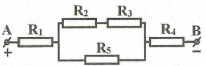 R2 R3
A R1 R4 B
+ R5 −